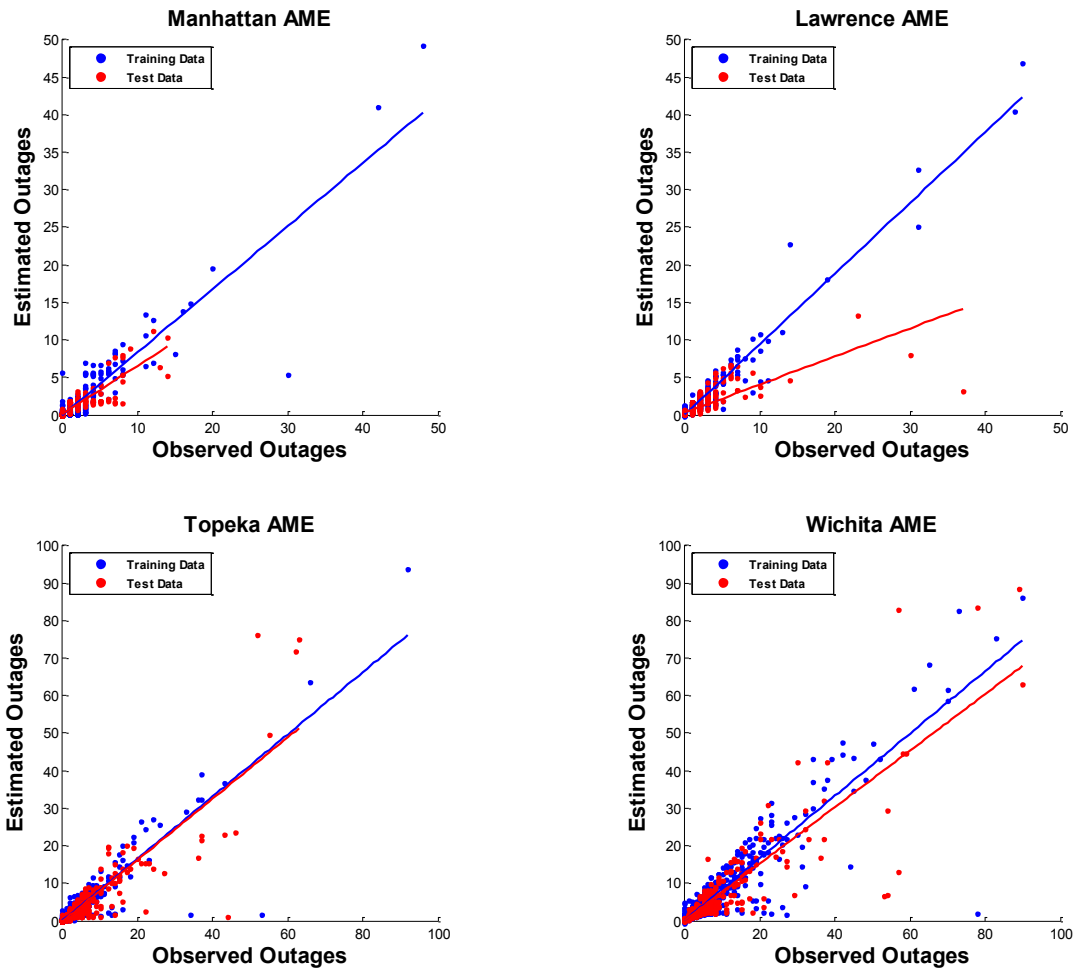 Manhattan AME
50
45
40
35
30
25
20
15
10
5
0
Estimated Outages
Training Data
Test Data
0 10 20 30 40 50
Observed Outages
Lawrence AME
50
45
40
35
30
25
20
15
10
5
0
Estimated Outages
Training Data
Test Data
0 10 20 30 40 50
Observed Outages
Topeka AME
100
90
80
70
60
50
40
30
20
10
0
Estimated Outages
Training Data
Test Data
0 20 40 60 80 100
Observed Outages
Wichita AME
100
90
80
70
60
50
40
30
20
10
0
Estimated Outages
Training Data
Test Data
0 20 40 60 80 100
Observed Outages